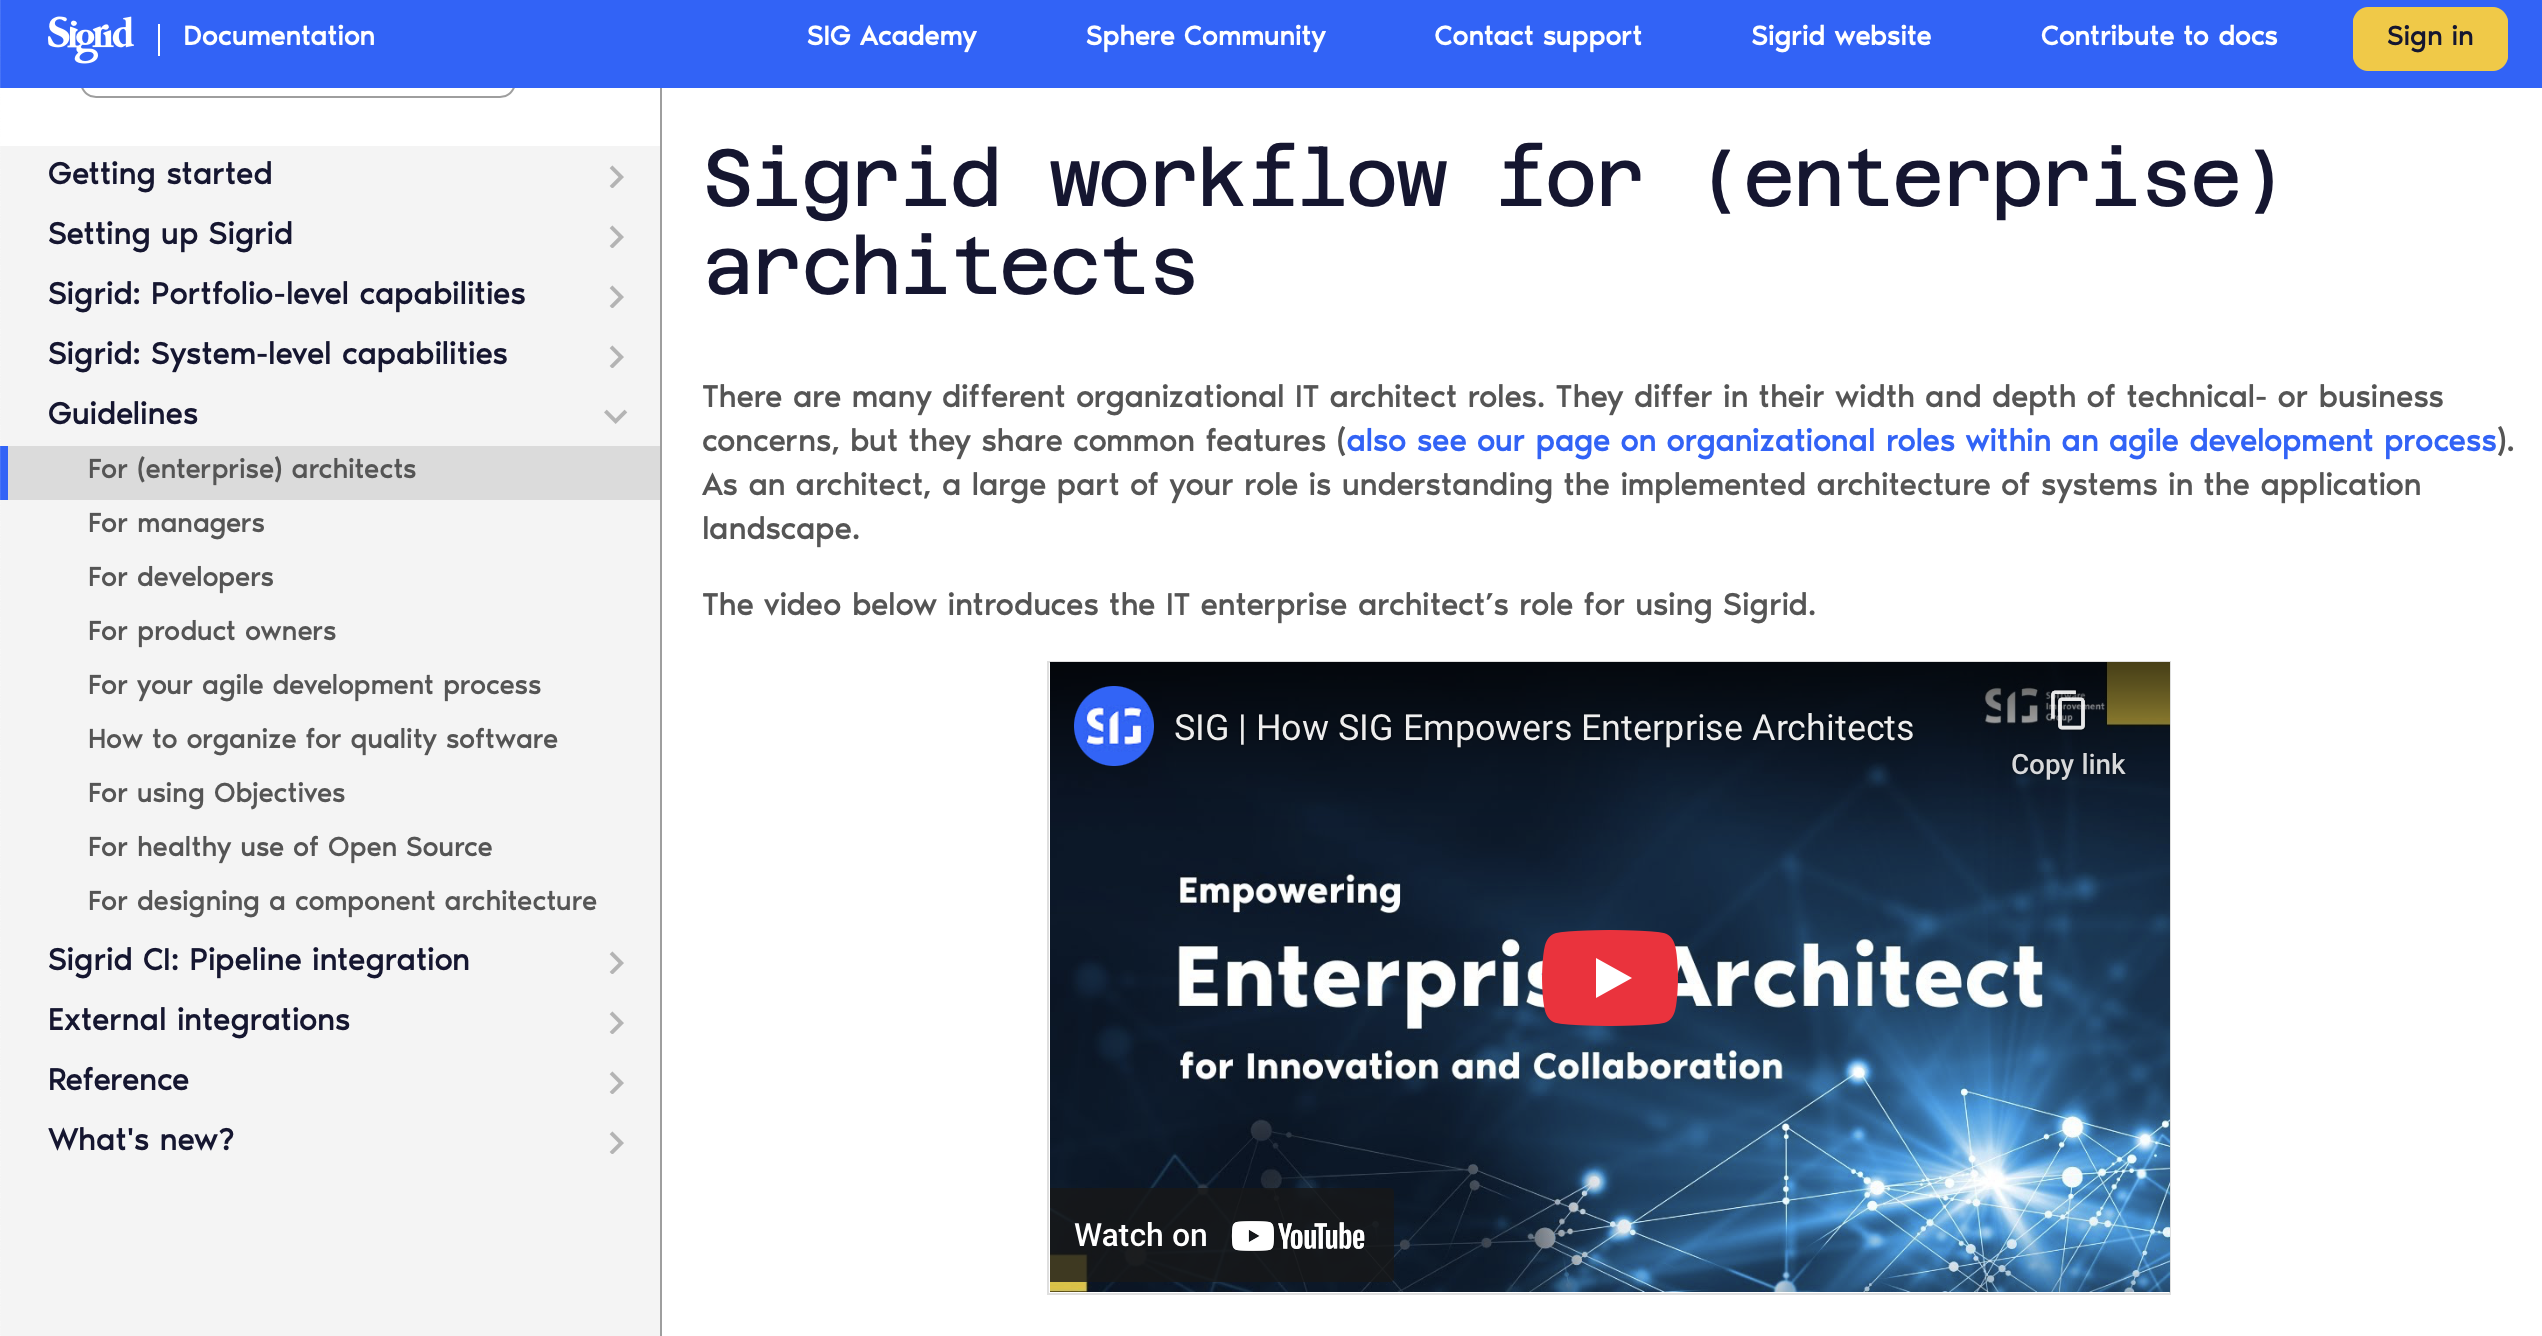 Sigrid
Documentation
SIG Academy
Sphere Community
Contact support
Sigrid website
Contribute to docs
Sign in
Getting started
Setting up Sigrid
Sigrid: Portfolio-level capabilities
Sigrid: System-level capabilities
Guidelines
For (enterprise) architects
For managers
For developers
For product owners
For your agile development process
How to organize for quality software
For using Objectives
For healthy use of Open Source
For designing a component architecture
Sigrid CI: Pipeline integration
External integrations
Reference
What's new?
Sigrid workflow for (enterprise)
architects
There are many different organizational IT architect roles. They differ in their width and depth of technical- or business
concerns, but they share common features (also see our page on organizational roles within an agile development process).
As an architect, a large part of your role is understanding the implemented architecture of systems in the application
landscape.
The video below introduces the IT enterprise architect’s role for using Sigrid.
SIG
SIG | How SIG Empowers Enterprise Architects
SIG
Copy link
Empowering
Architect
for Innovation and Collaboration
Watch on YouTube